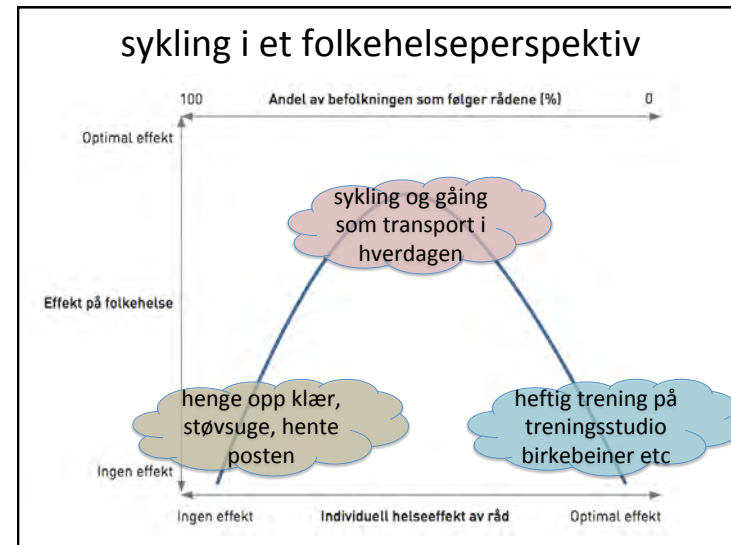 sykling i et folkehelseperspektiv
100 Andel av befolkningen som følger rådene (%) 0
Optimal effekt
sykling og gåing
som transport i
hverdagen
Effekt på folkehelse
henge opp klær,
støvsuge, hente
posten
heftig trening på
treningsstudio
birkebeiner etc
Ingen effekt
Ingen effekt Individuell helseeffekt av råd Optimal effekt